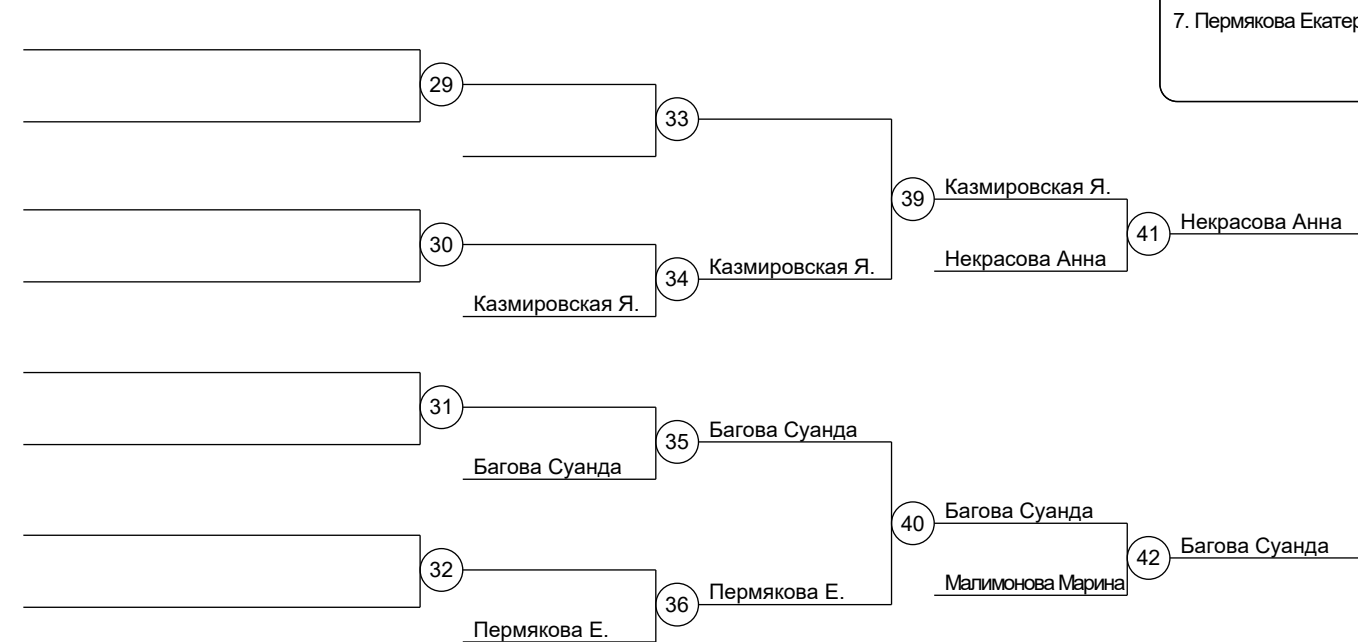 7. Пермякова Екатер
29
33
39
Казмировская Я.
41
Некрасова Анна
30
Некрасова Анна
34
Казмировская Я.
Казмировская Я.
31
35
Багова Суанда
Багова Суанда
40
Багова Суанда
42
Багова Суанда
32
Малимонова Марина
36
Пермякова Е.
Пермякова Е.